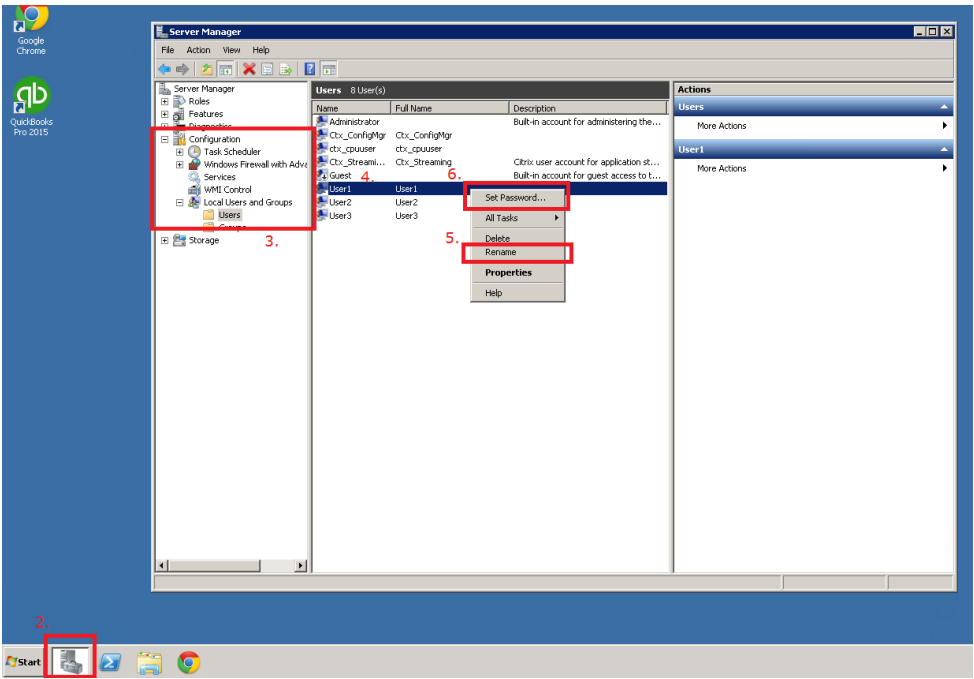 Google
Chrome
QuickBooks
Pro 2015
Server Manager
File Action View Help
Server Manager
Roles
Features
Diagnostics
Configuration
Task Scheduler
Windows Firewall with Adva
Services
WMI Control
Local Users and Groups
Users
Groups
Storage
3.
Users 8 User(s)
Name Full Name Description
Administrator Built-in account for administering the...
Ctx_ConfigMgr Ctx_ConfigMgr
ctx_cpuuser ctx_cpuuser
Ctx_Streami... Ctx_Streaming Citrix user account for application st...
Guest 4. 6. Built-in account for guest access to t...
User1 User1
User2 User2
User3 User3
Set Password...
All Tasks
5.
Delete
Rename
Properties
Help
Actions
Users
More Actions
User1
More Actions
2.
Start